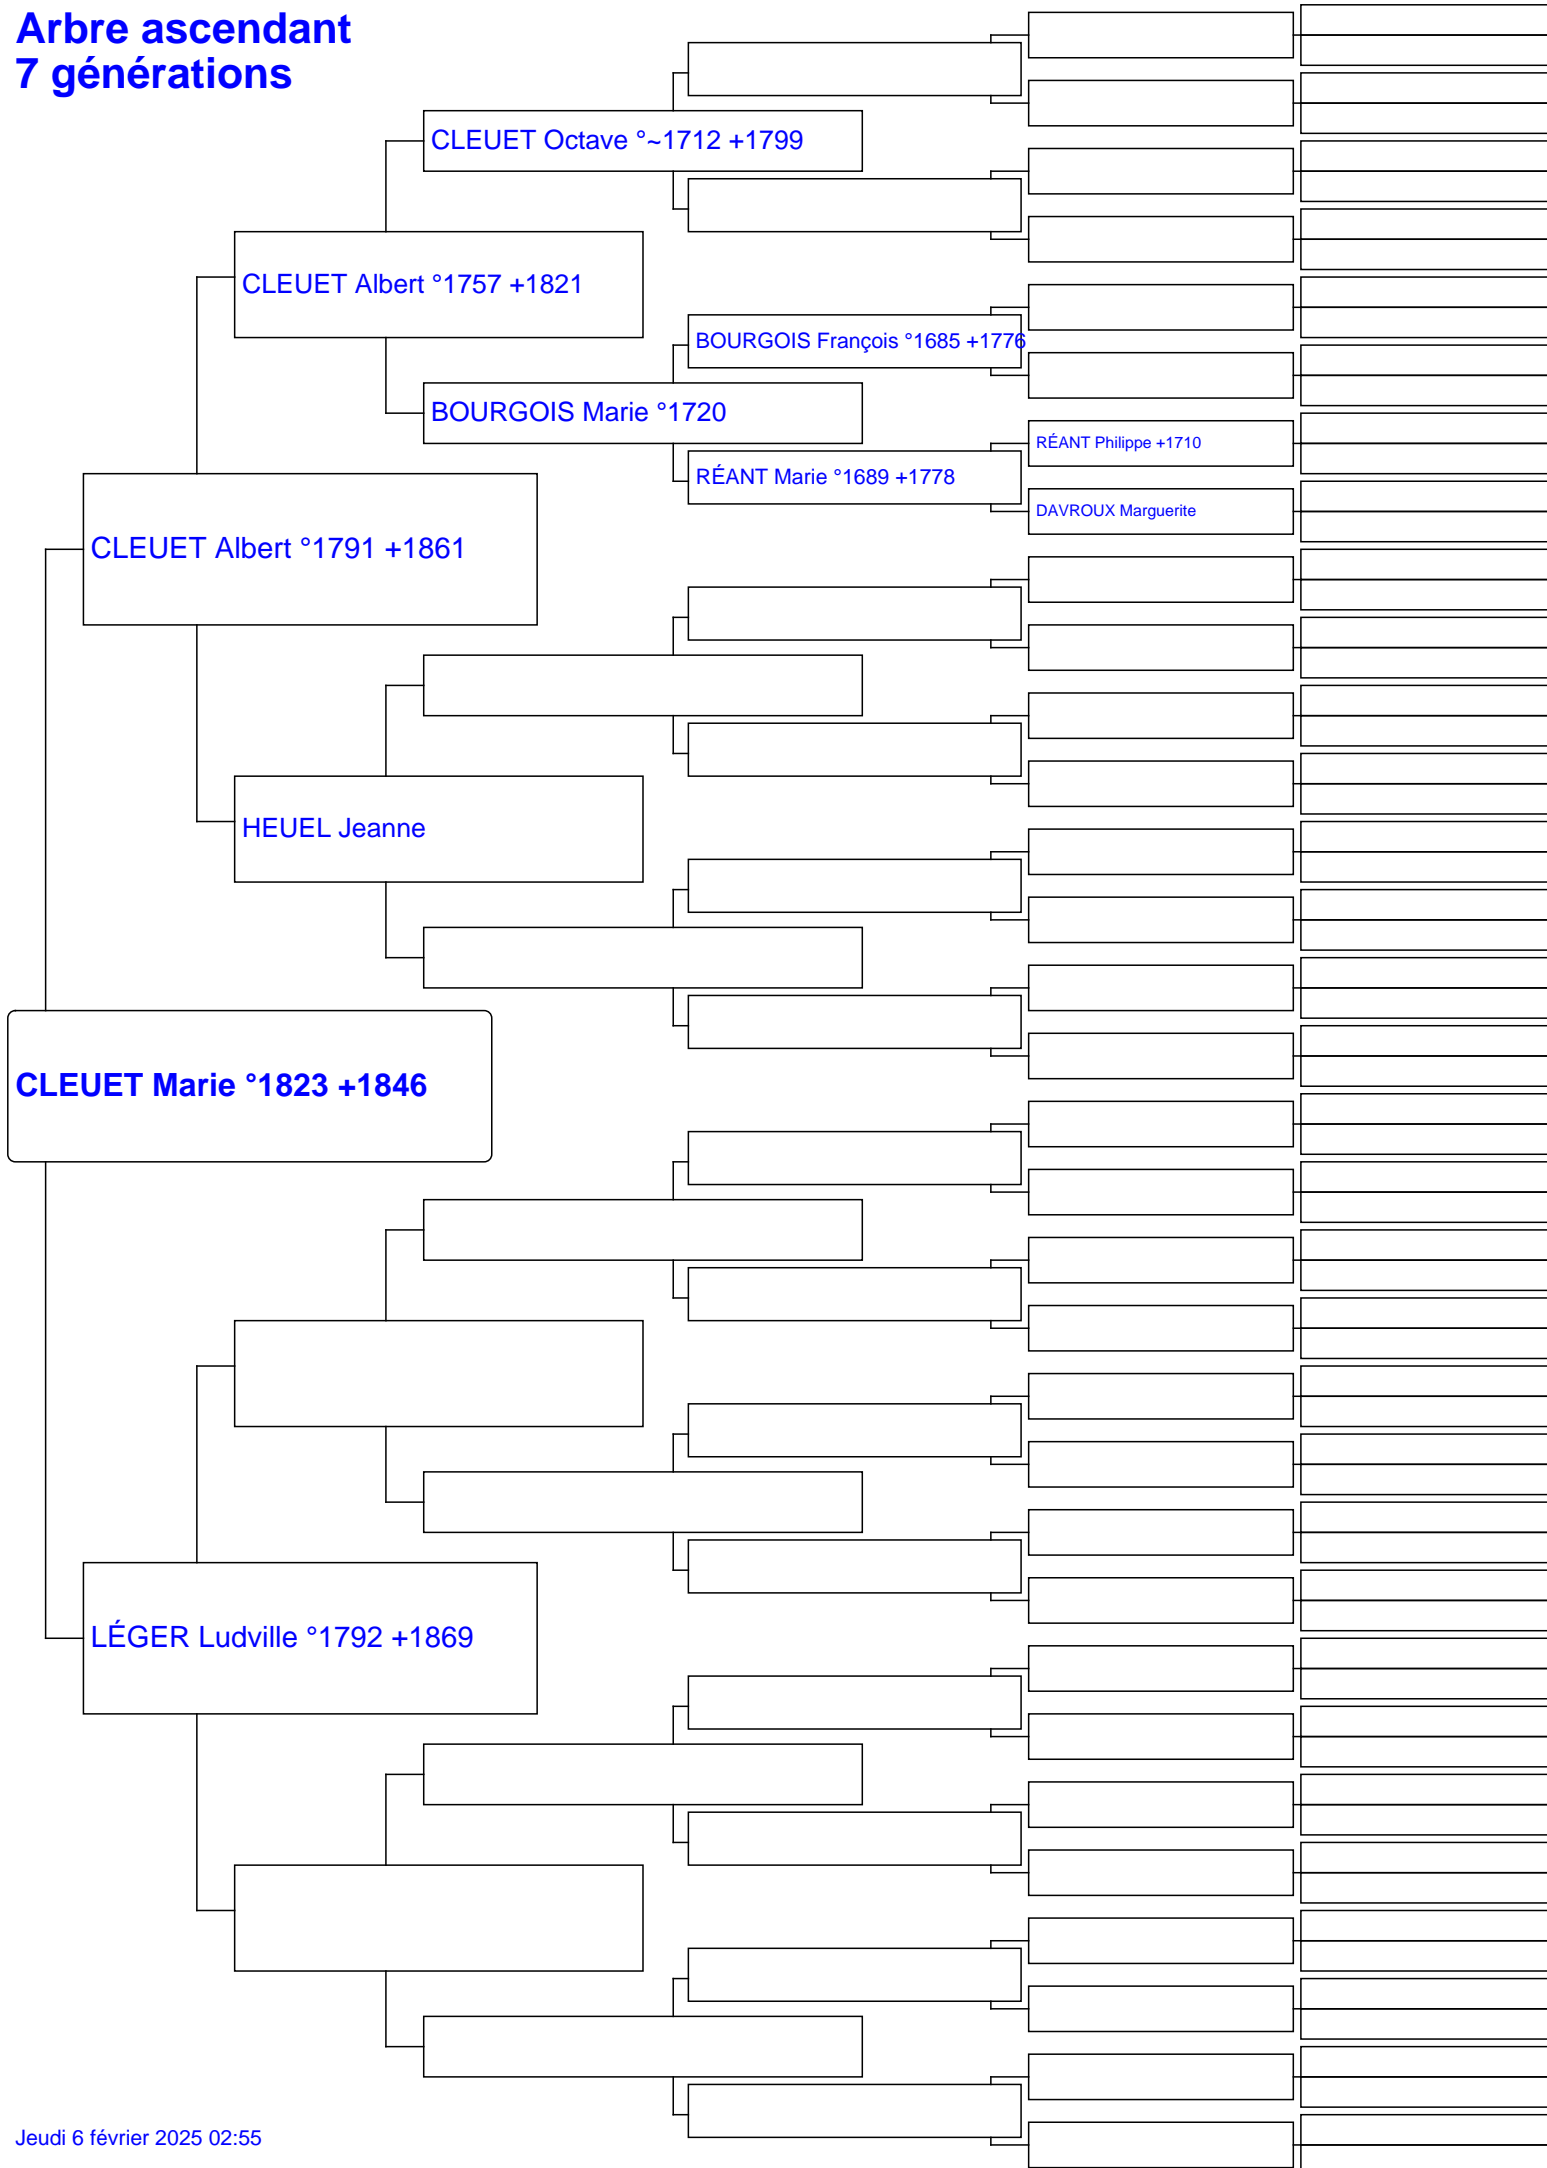 Arbre ascendant
7 générations
CLEUET Octave °~1712 +1799
CLEUET Albert °1757 +1821
BOURGOIS François °1685 +1776
BOURGOIS Marie °1720
RÉANT Philippe +1710
RÉANT Marie °1689 +1778
DAVROUX Marguerite
CLEUET Albert °1791 +1861
HEUEL Jeanne
CLEUET Marie °1823 +1846
LÉGER Ludville °1792 +1869
Jeudi 6 février 2025 02:55